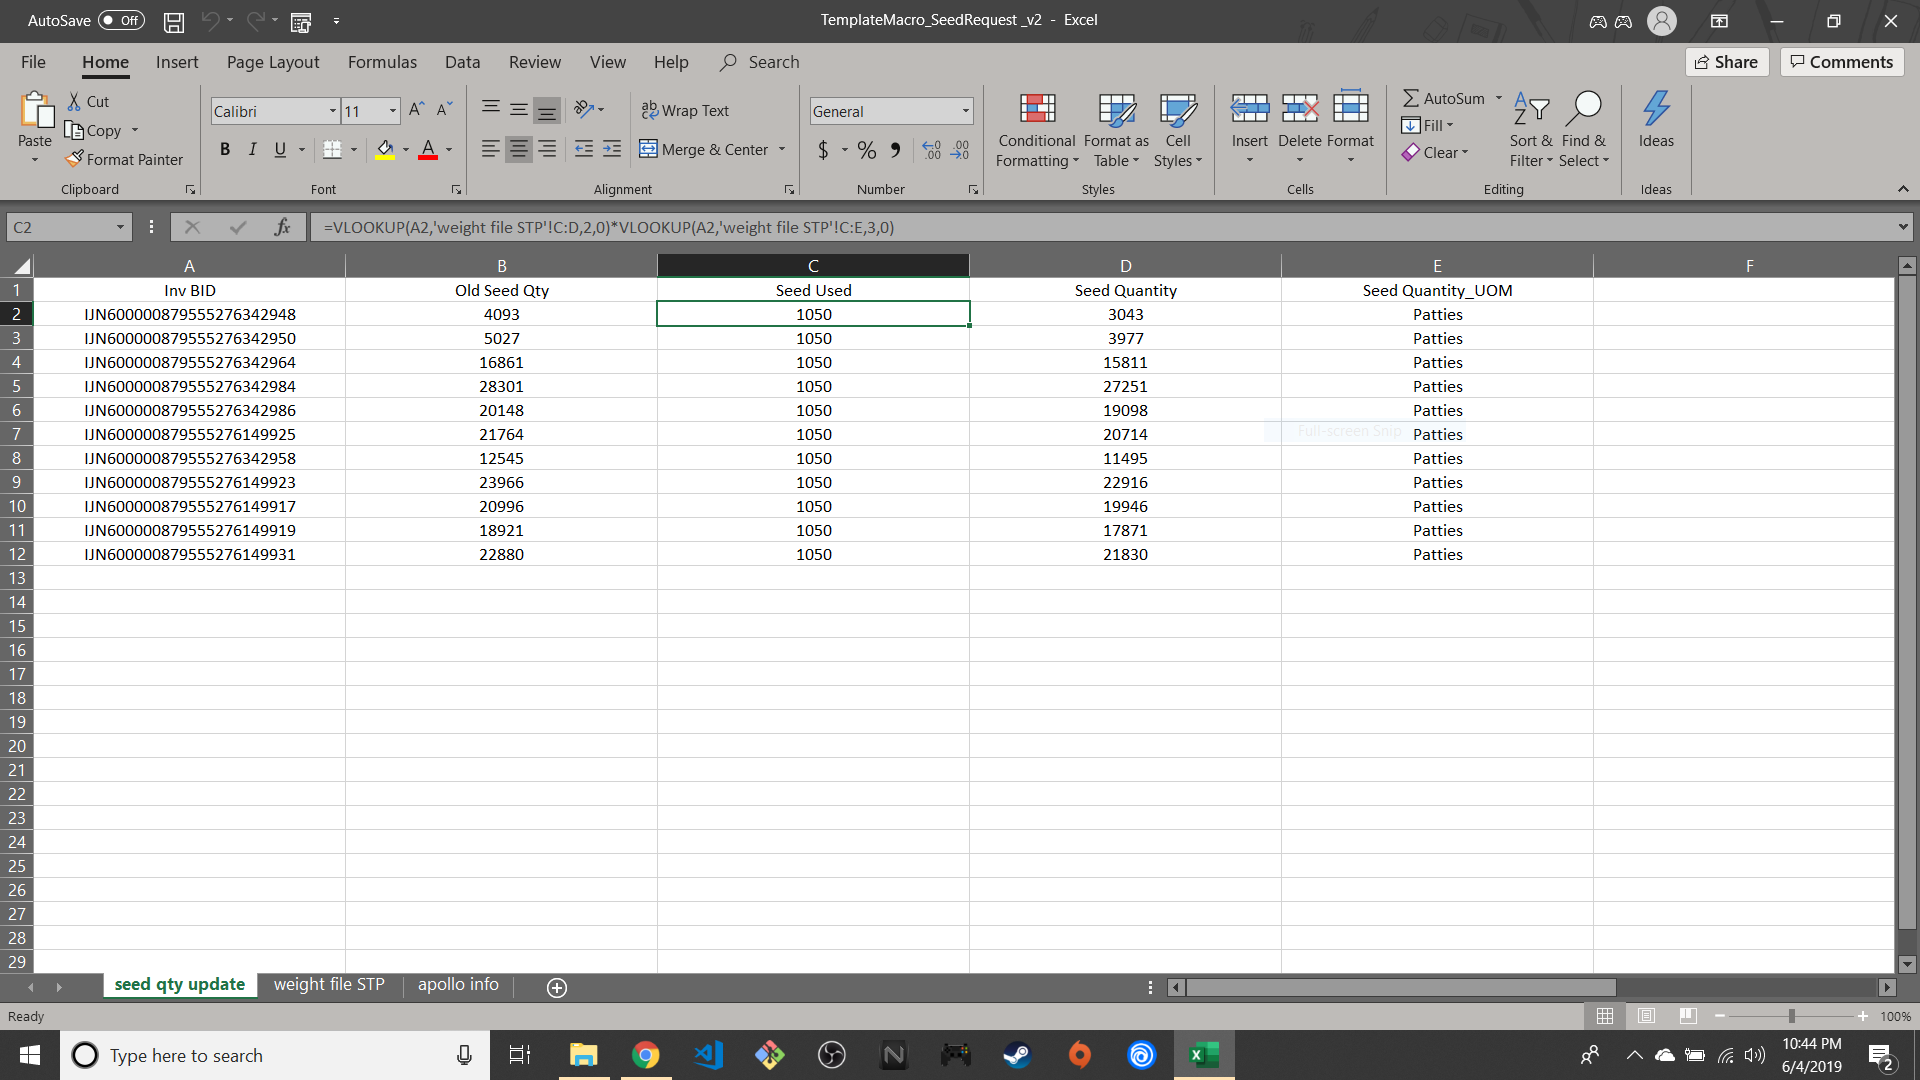 AutoSave Off
TemplateMacro_SeedRequest _v2 - Excel
File Home Insert Page Layout Formulas Data Review View Help Search
Share Comments
Paste
Cut
Copy
Format Painter
Clipboard
Calibri 11
B I U
Font
Wrap Text
Merge & Center
Alignment
General
$ % ,
Number
Conditional Formatting
Format as Table
Cell Styles
Styles
Insert Delete Format
Cells
AutoSum
Fill
Clear
Sort & Filter
Find & Select
Editing
Ideas
Ideas
C2 fx =VLOOKUP(A2,'weight file STP'!C:D,2,0)*VLOOKUP(A2,'weight file STP'!C:E,3,0)
A B C D E F
1 Inv BID Old Seed Qty Seed Used Seed Quantity Seed Quantity_UOM
2 IJN600000879555276342948 4093 1050 3043 Patties
3 IJN600000879555276342950 5027 1050 3977 Patties
4 IJN600000879555276342964 16861 1050 15811 Patties
5 IJN600000879555276342984 28301 1050 27251 Patties
6 IJN600000879555276342986 20148 1050 19098 Patties
7 IJN600000879555276149925 21764 1050 20714 Patties
Full-screen Snip
8 IJN600000879555276342958 12545 1050 11495 Patties
9 IJN600000879555276149923 23966 1050 22916 Patties
10 IJN600000879555276149917 20996 1050 19946 Patties
11 IJN600000879555276149919 18921 1050 17871 Patties
12 IJN600000879555276149931 22880 1050 21830 Patties
13
14
15
16
17
18
19
20
21
22
23
24
25
26
27
28
29
seed qty update weight file STP apollo info
Ready
100%
Type here to search
10:44 PM
6/4/2019
2